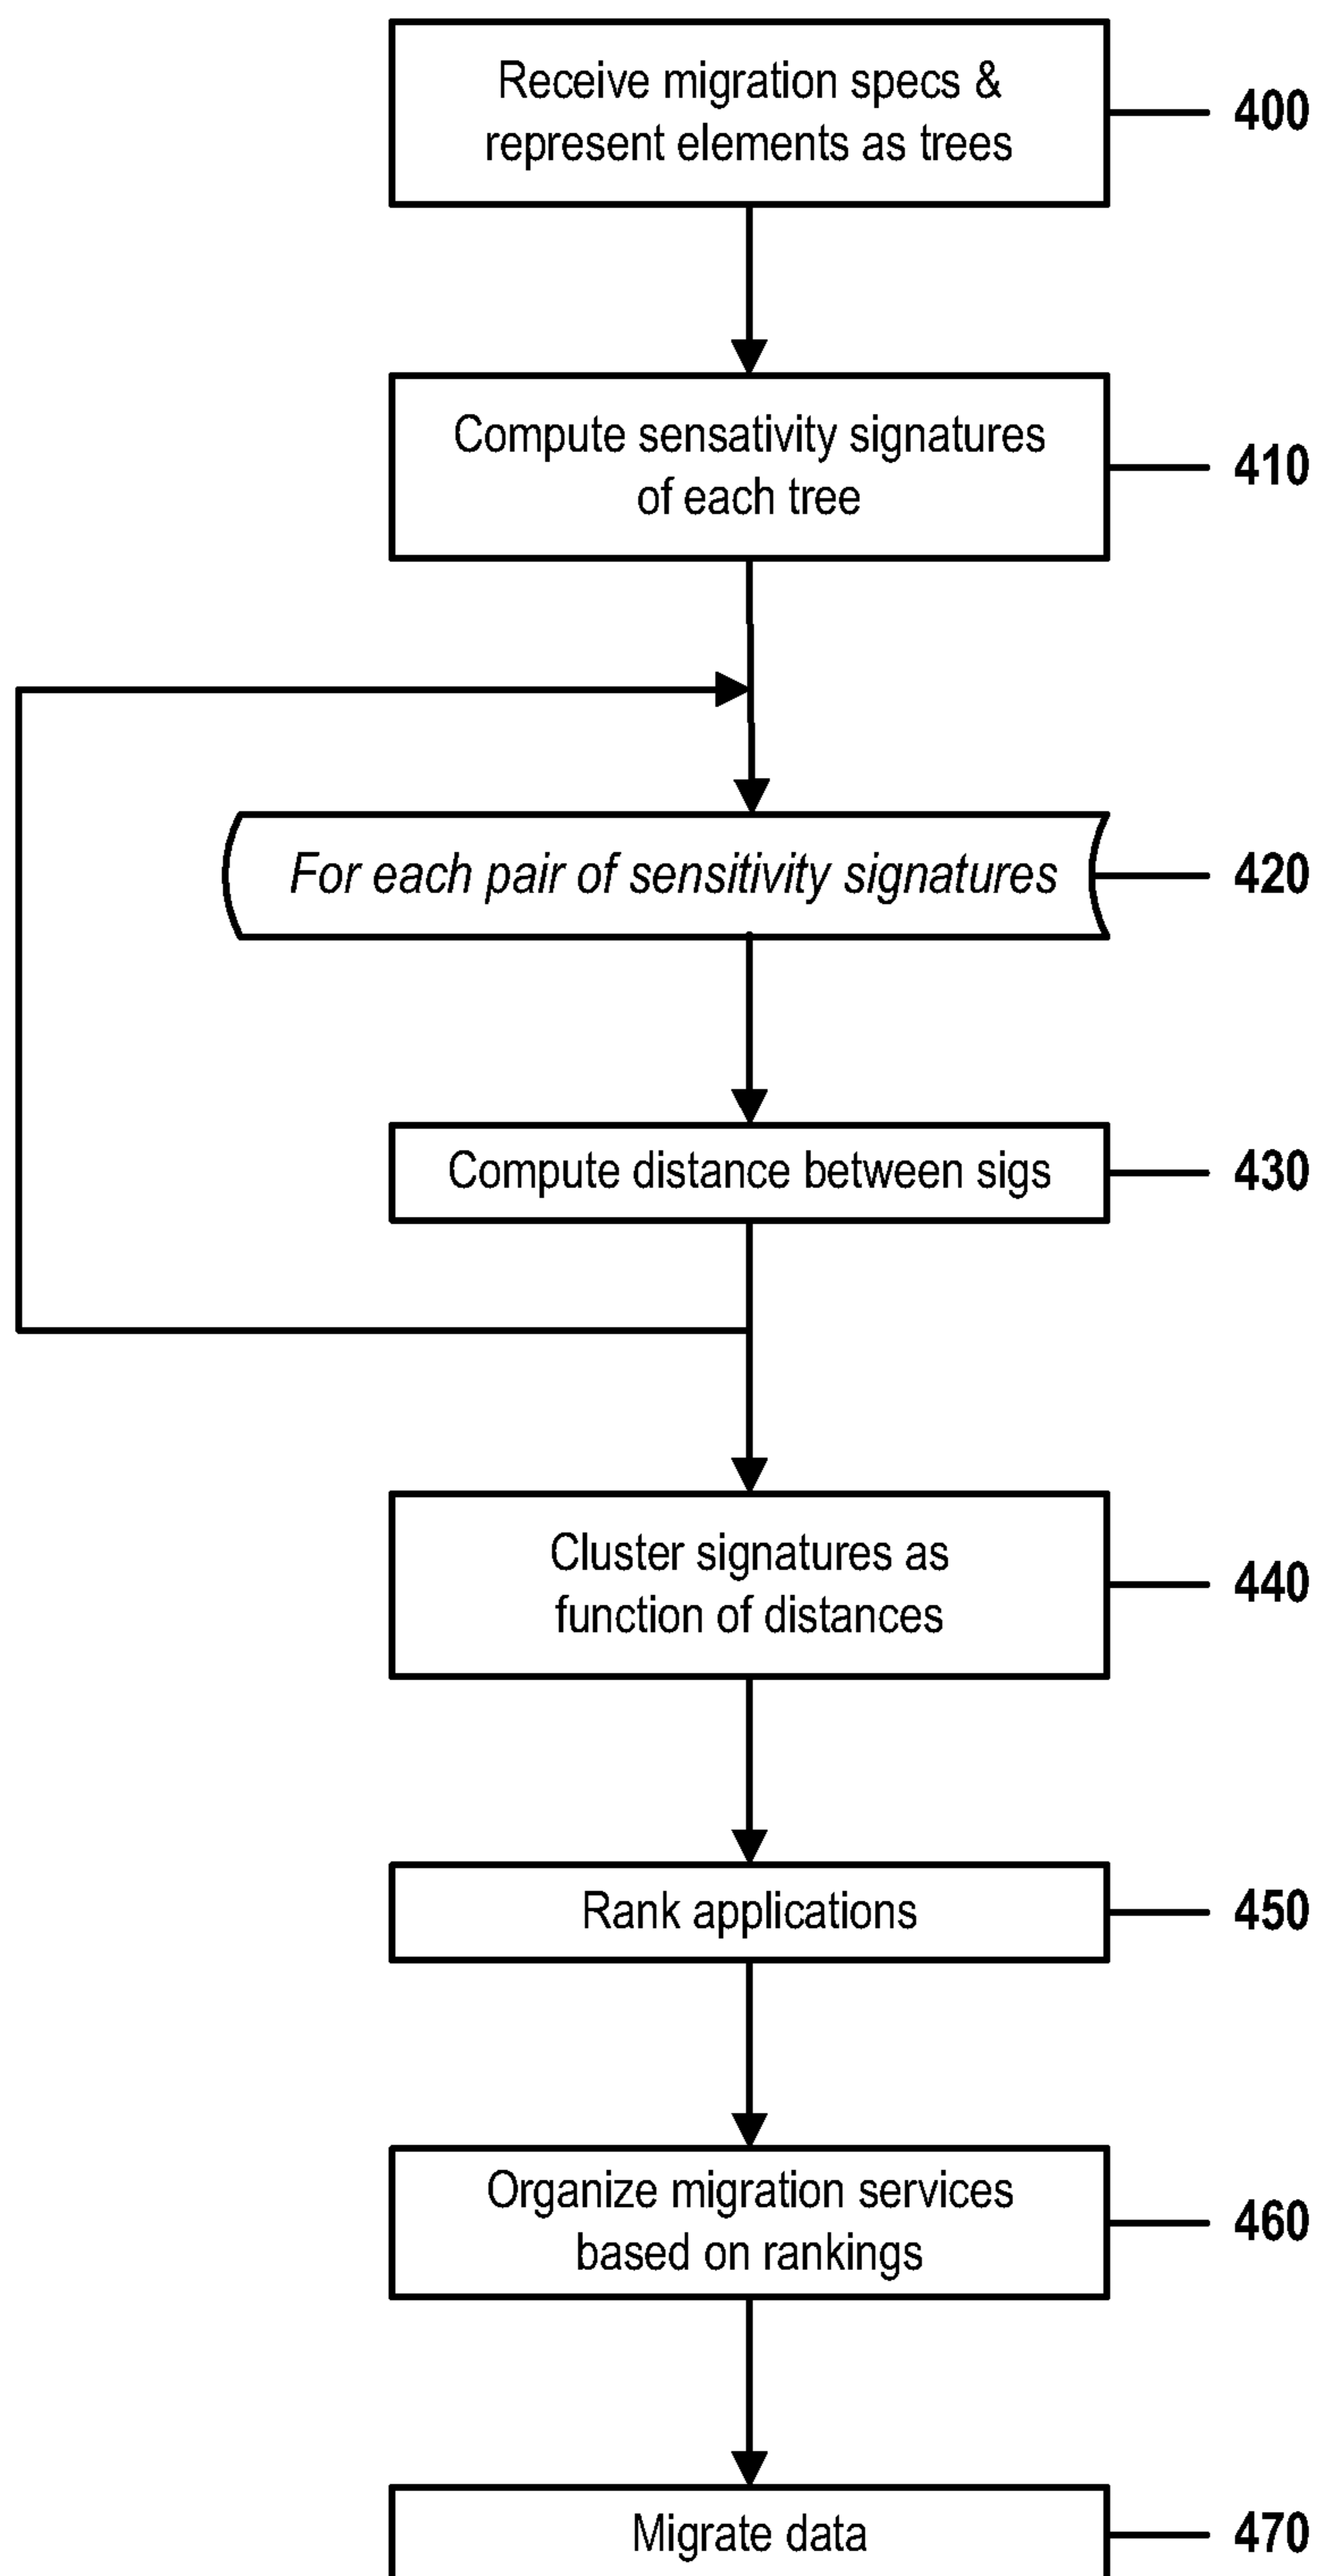 Receive migration specs &
represent elements as trees
400
Compute sensativity signatures
of each tree
410
For each pair of sensitivity signatures
420
Compute distance between sigs
430
Cluster signatures as
function of distances
440
Rank applications
450
Organize migration services
based on rankings
460
Migrate data
470